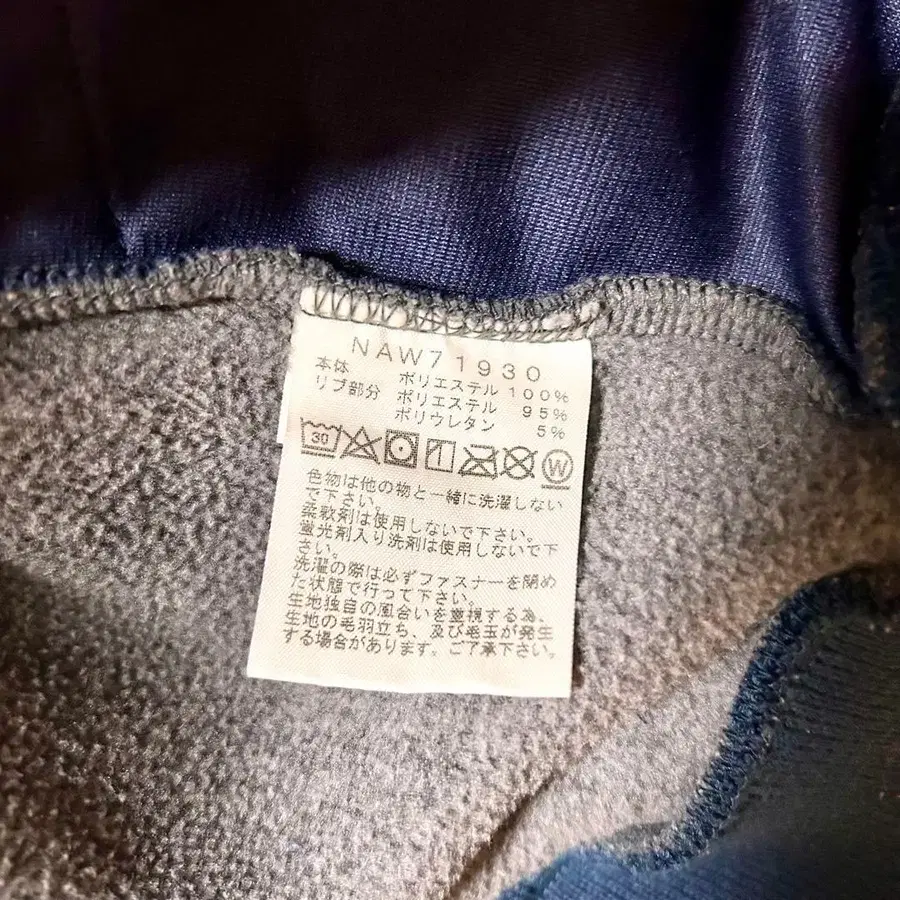 NAW71930
本体 ポリエステル 100%
リブ部分 ポリエステル 95%
ポリウレタン 5%
30 W
色物は他の物と一緒に洗濯しない
で下さい。
柔軟剤は使用しないで下さい。
蛍光剤入り洗剤は使用しないで下
さい。
洗濯の際は必ずファスナーを閉め
た状態で行って下さい。
生地独自の風合いを重視する為、
生地の毛羽立ち、及び毛玉が発生
する場合があります。ご了承下さい。